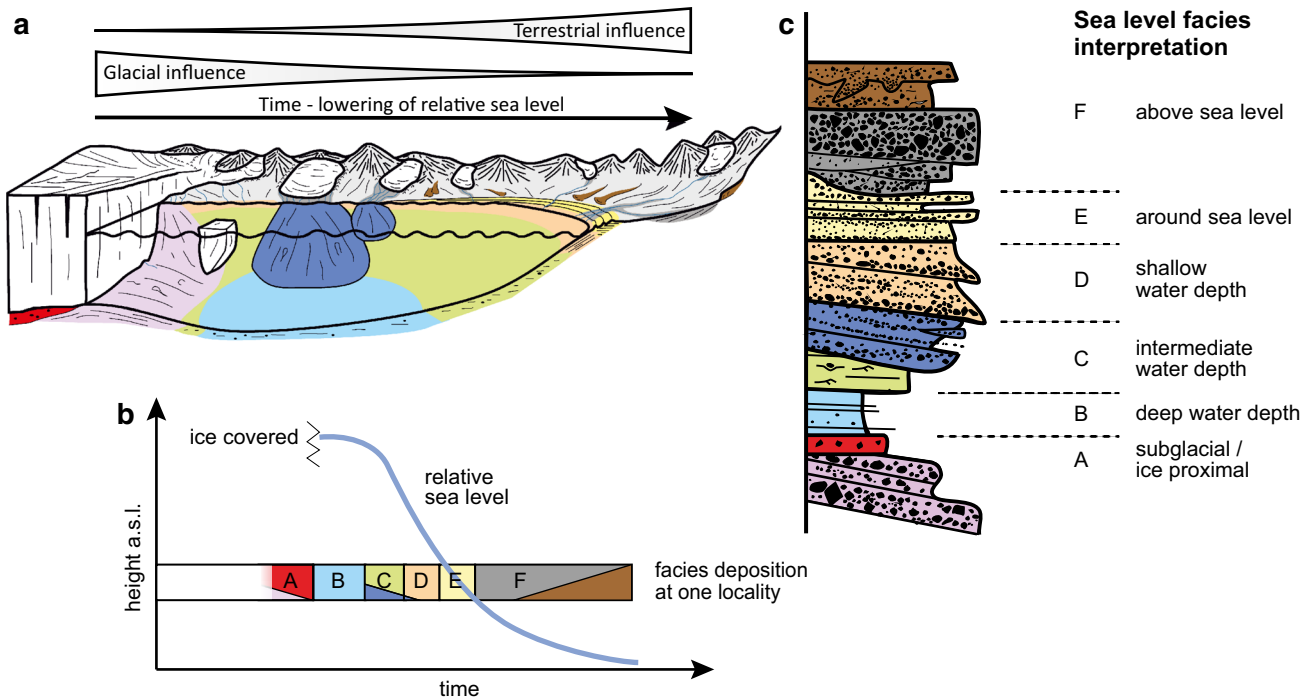 a
Terrestrial influence
Glacial influence
Time - lowering of relative sea level
b
ice covered
relative
sea level
height a.s.l.
A B C D E F
facies deposition
at one locality
time
c
Sea level facies
interpretation
F above sea level
E around sea level
D shallow
water depth
C intermediate
water depth
B deep water depth
A subglacial /
ice proximal